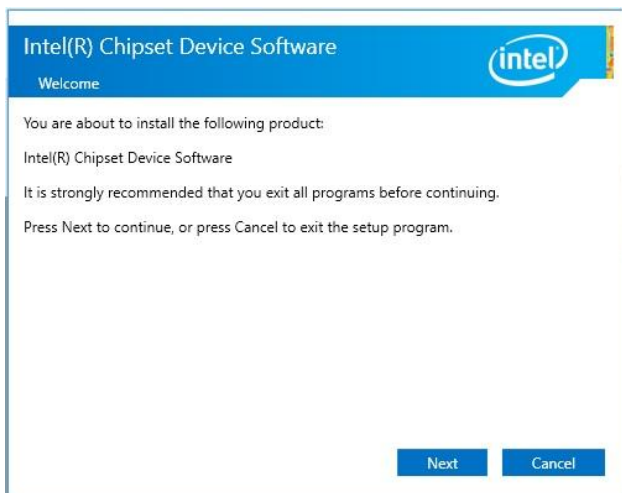 Intel(R) Chipset Device Software
intel
Welcome
You are about to install the following product:
Intel(R) Chipset Device Software
It is strongly recommended that you exit all programs before continuing.
Press Next to continue, or press Cancel to exit the setup program.
Next Cancel